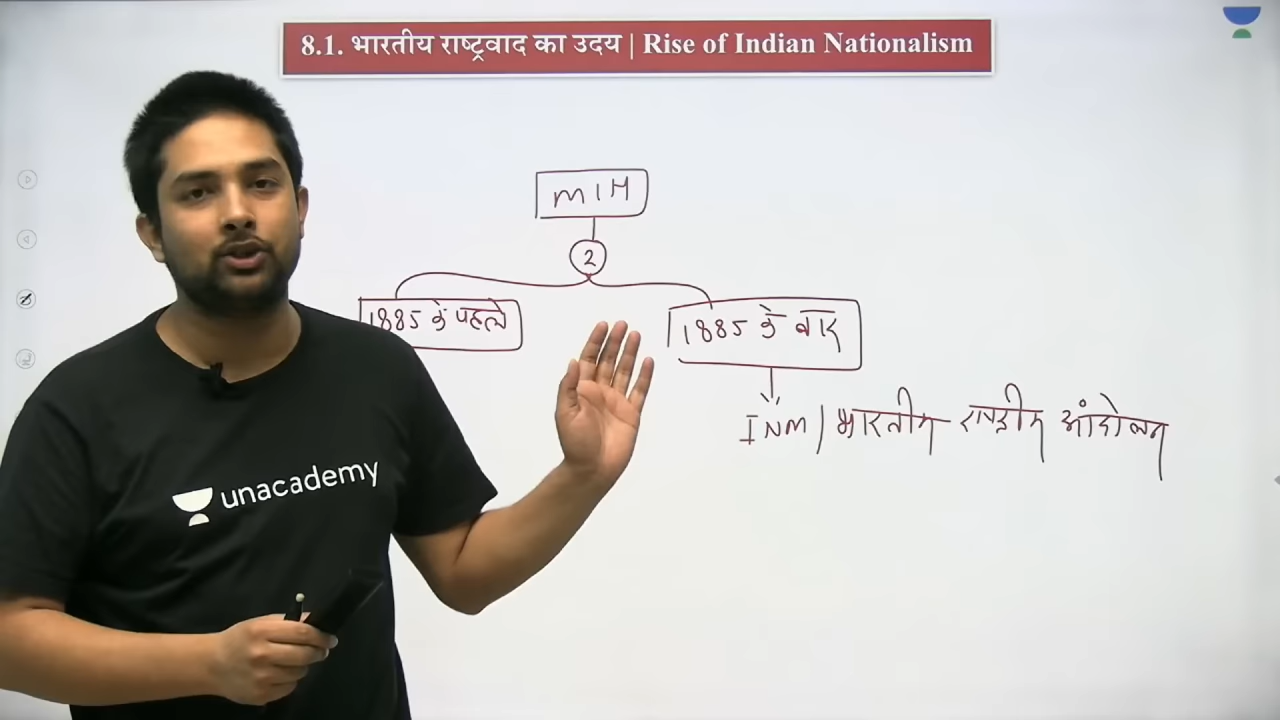 8.1. भारतीय राष्ट्रवाद का उदय | Rise of Indian Nationalism
MIH
2
1885 के पहले
1885 के बाद
INM / भारतीय राष्ट्रीय आंदोलन
unacademy